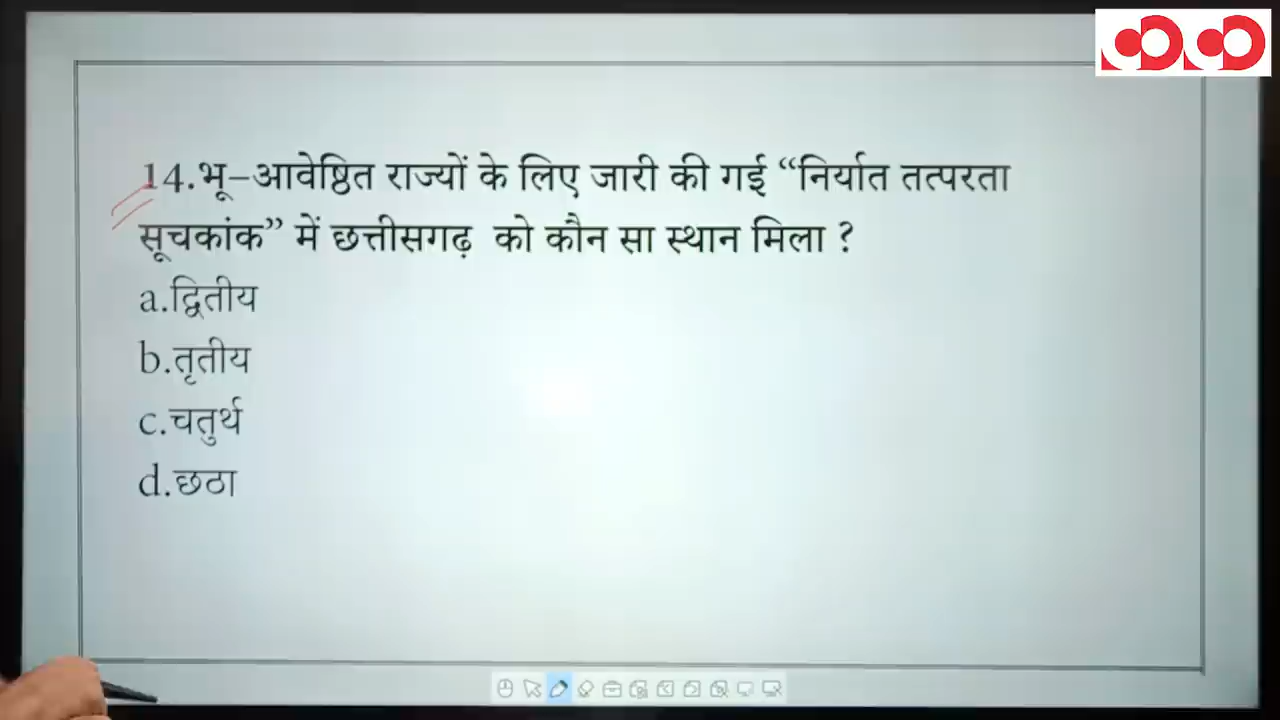 14.भू–आवेष्ठित राज्यों के लिए जारी की गई “निर्यात तत्परता
सूचकांक” में छत्तीसगढ़ को कौन सा स्थान मिला ?
a.द्वितीय
b.तृतीय
c.चतुर्थ
d.छठा